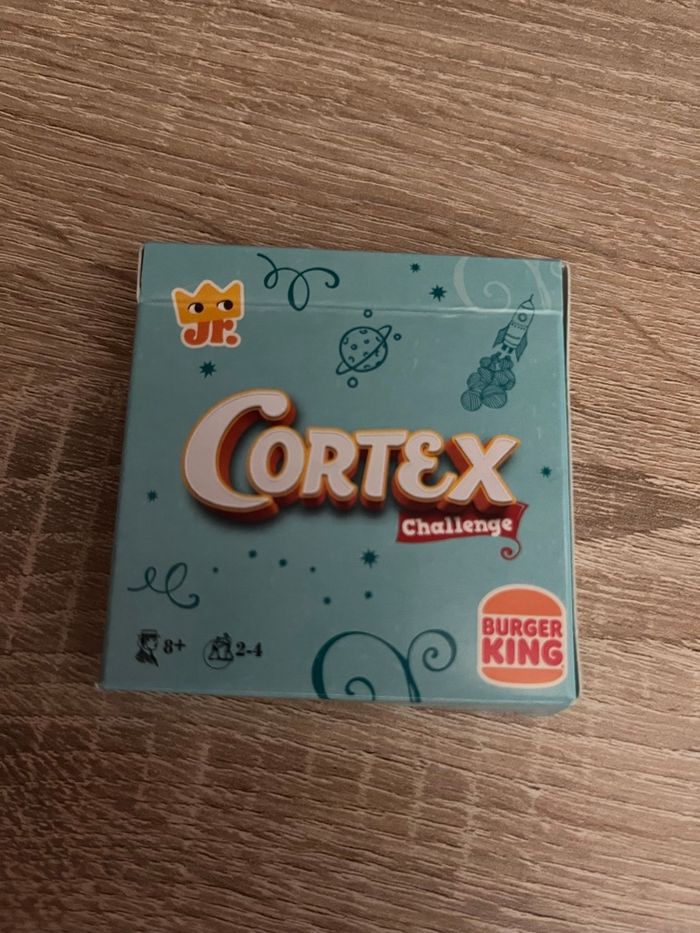 Jr.
CORTEX
Challenge
8+
2-4
BURGER
KING